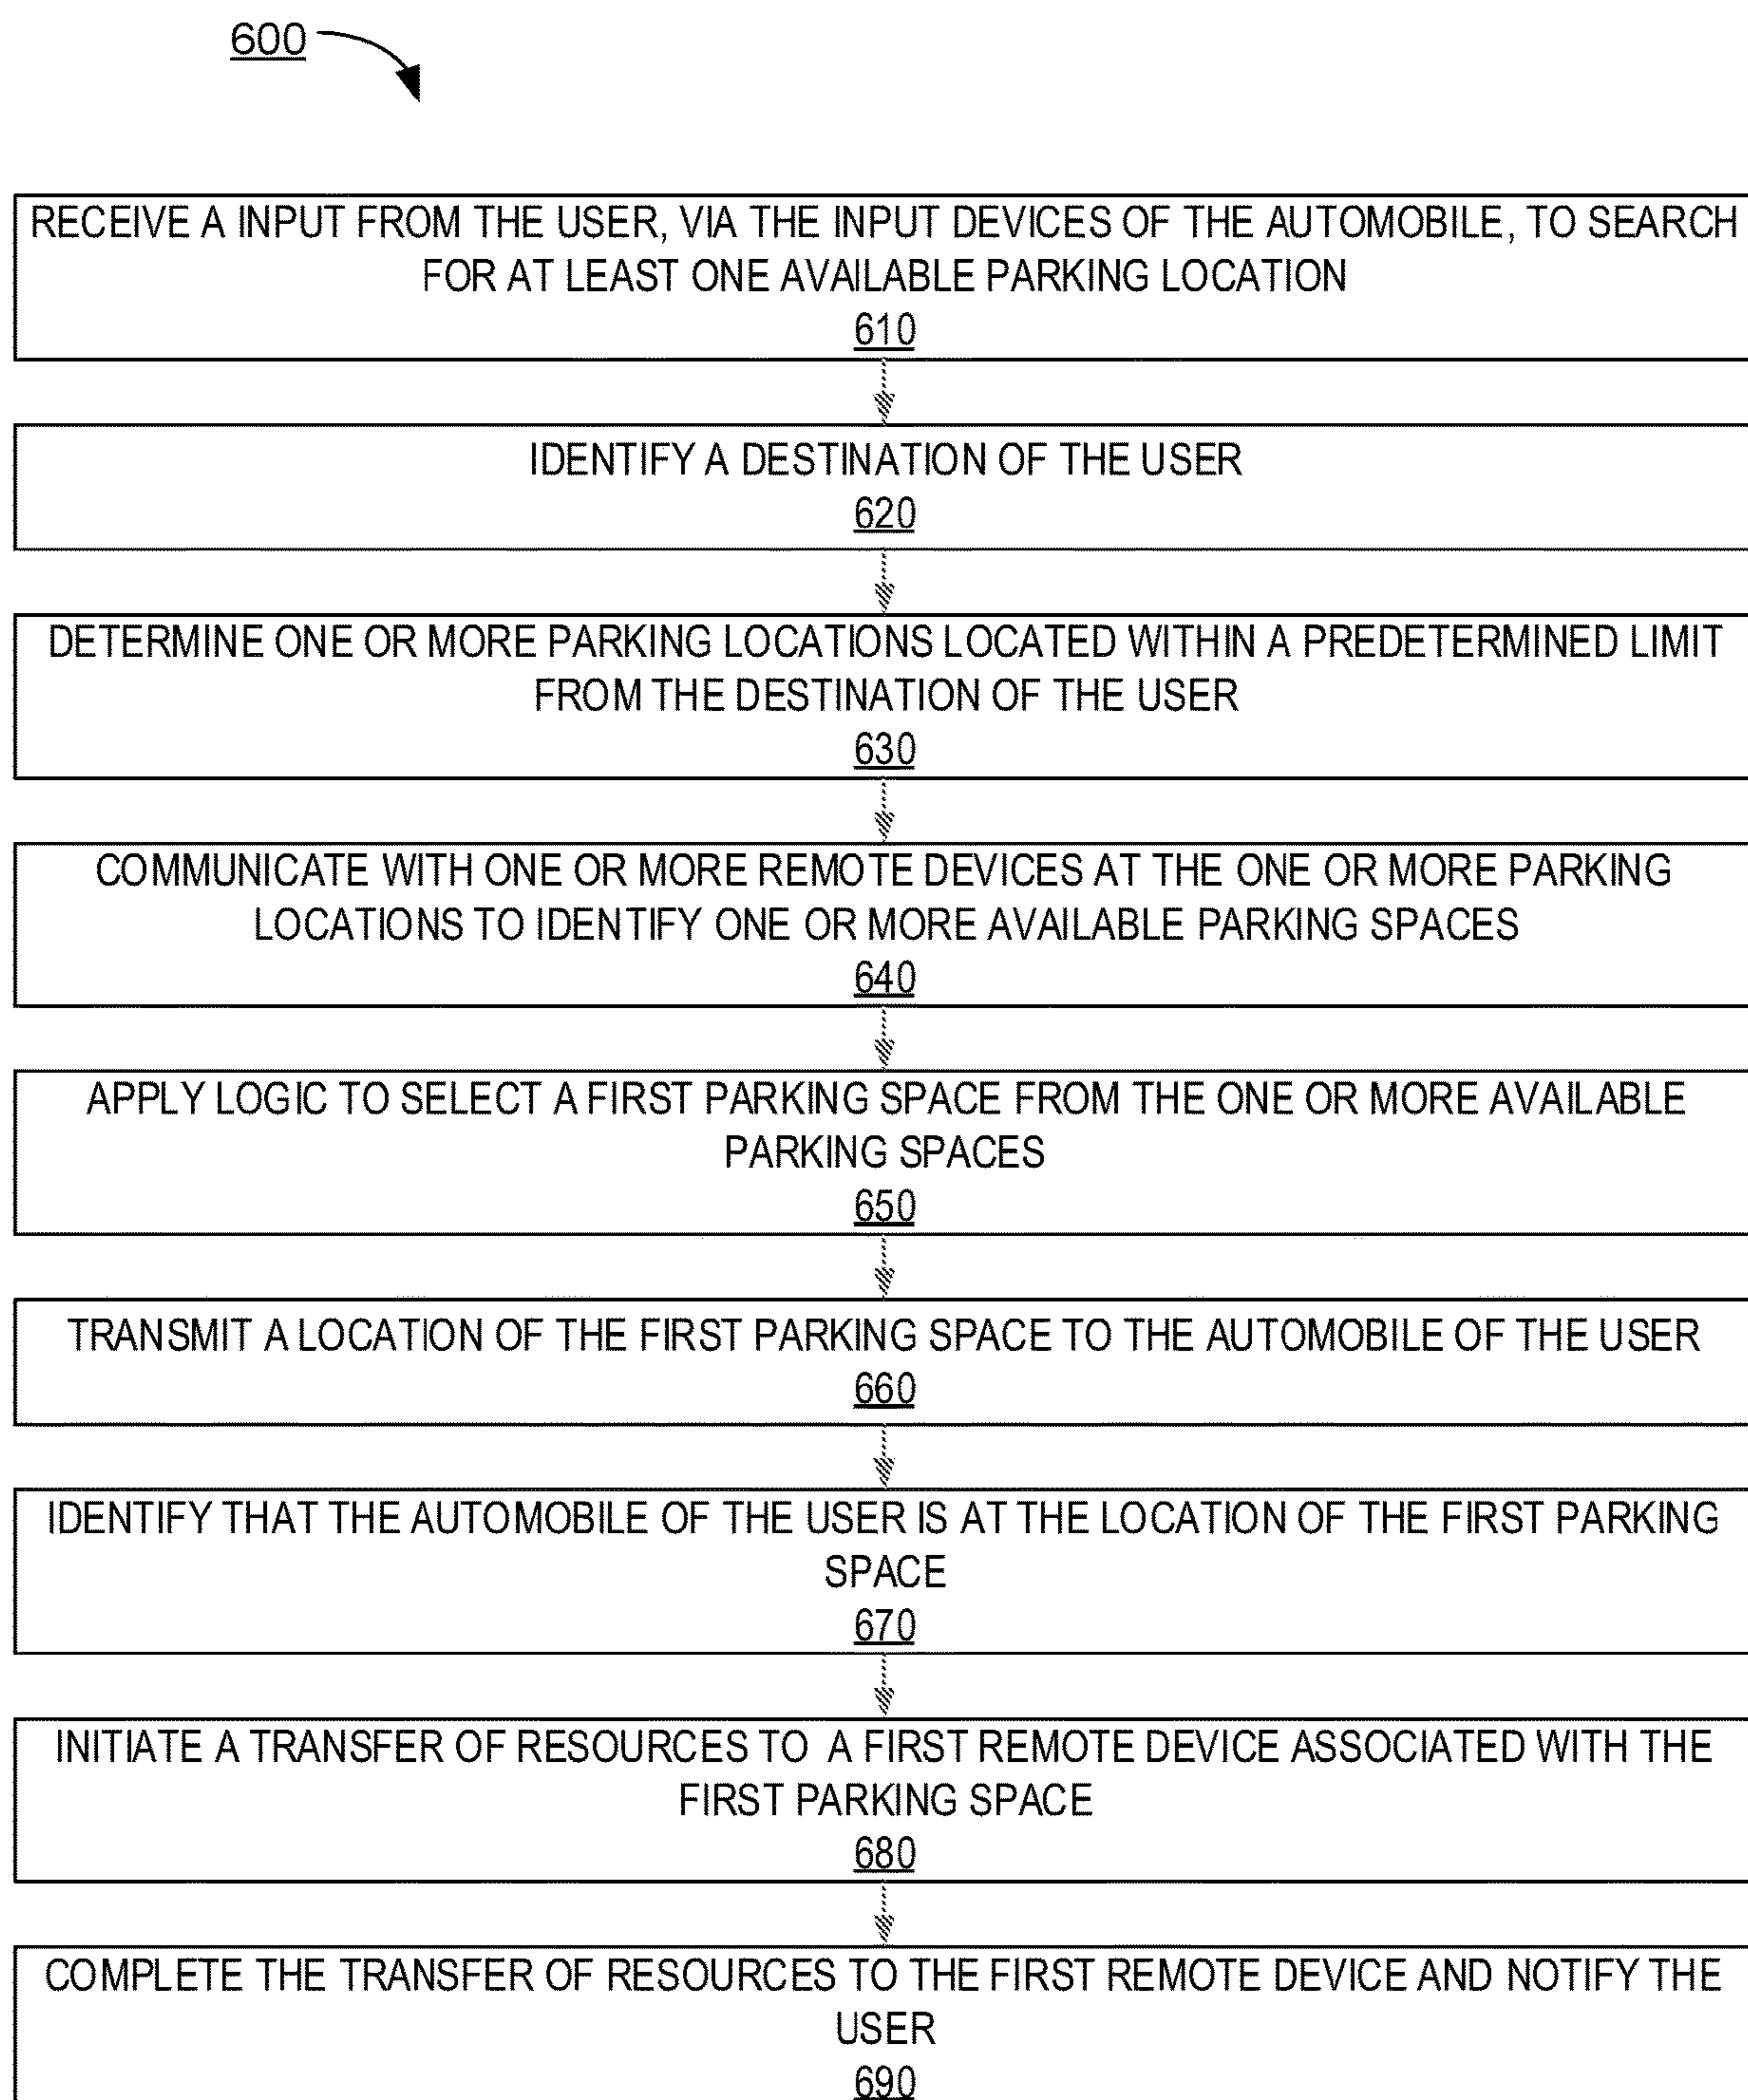 600
RECEIVE A INPUT FROM THE USER, VIA THE INPUT DEVICES OF THE AUTOMOBILE, TO SEARCH
FOR AT LEAST ONE AVAILABLE PARKING LOCATION
610
IDENTIFY A DESTINATION OF THE USER
620
DETERMINE ONE OR MORE PARKING LOCATIONS LOCATED WITHIN A PREDETERMINED LIMIT
FROM THE DESTINATION OF THE USER
630
COMMUNICATE WITH ONE OR MORE REMOTE DEVICES AT THE ONE OR MORE PARKING
LOCATIONS TO IDENTIFY ONE OR MORE AVAILABLE PARKING SPACES
640
APPLY LOGIC TO SELECT A FIRST PARKING SPACE FROM THE ONE OR MORE AVAILABLE
PARKING SPACES
650
TRANSMIT A LOCATION OF THE FIRST PARKING SPACE TO THE AUTOMOBILE OF THE USER
660
IDENTIFY THAT THE AUTOMOBILE OF THE USER IS AT THE LOCATION OF THE FIRST PARKING
SPACE
670
INITIATE A TRANSFER OF RESOURCES TO A FIRST REMOTE DEVICE ASSOCIATED WITH THE
FIRST PARKING SPACE
680
COMPLETE THE TRANSFER OF RESOURCES TO THE FIRST REMOTE DEVICE AND NOTIFY THE
USER
690